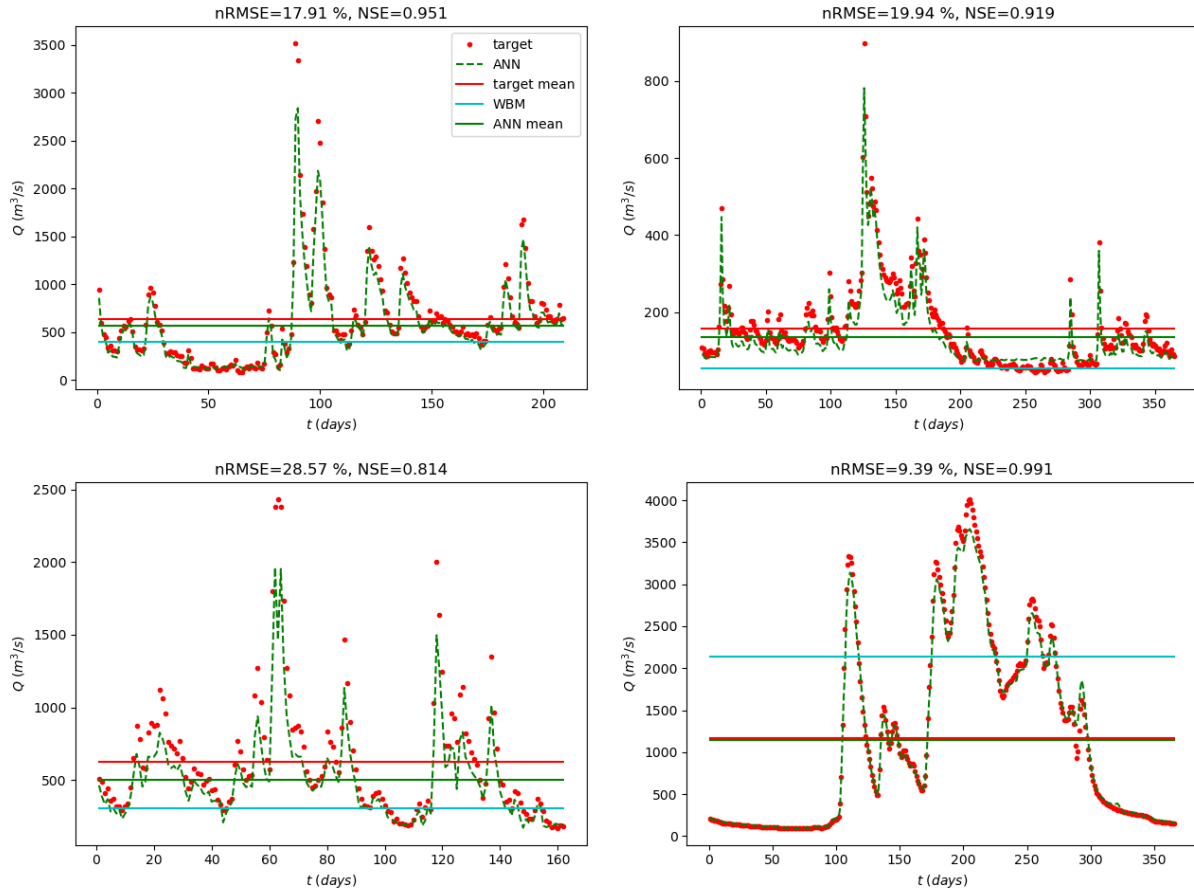 nRMSE=17.91 %, NSE=0.951
3500
3000
2500
2000
1500
1000
500
0
Q (m³/s)
target
ANN
target mean
WBM
ANN mean
0 50 100 150 200
t (days)
nRMSE=19.94 %, NSE=0.919
800
600
400
200
Q (m³/s)
0 50 100 150 200 250 300 350
t (days)
nRMSE=28.57 %, NSE=0.814
2500
2000
1500
1000
500
Q (m³/s)
0 20 40 60 80 100 120 140 160
t (days)
nRMSE=9.39 %, NSE=0.991
4000
3500
3000
2500
2000
1500
1000
500
0
Q (m³/s)
0 50 100 150 200 250 300 350
t (days)